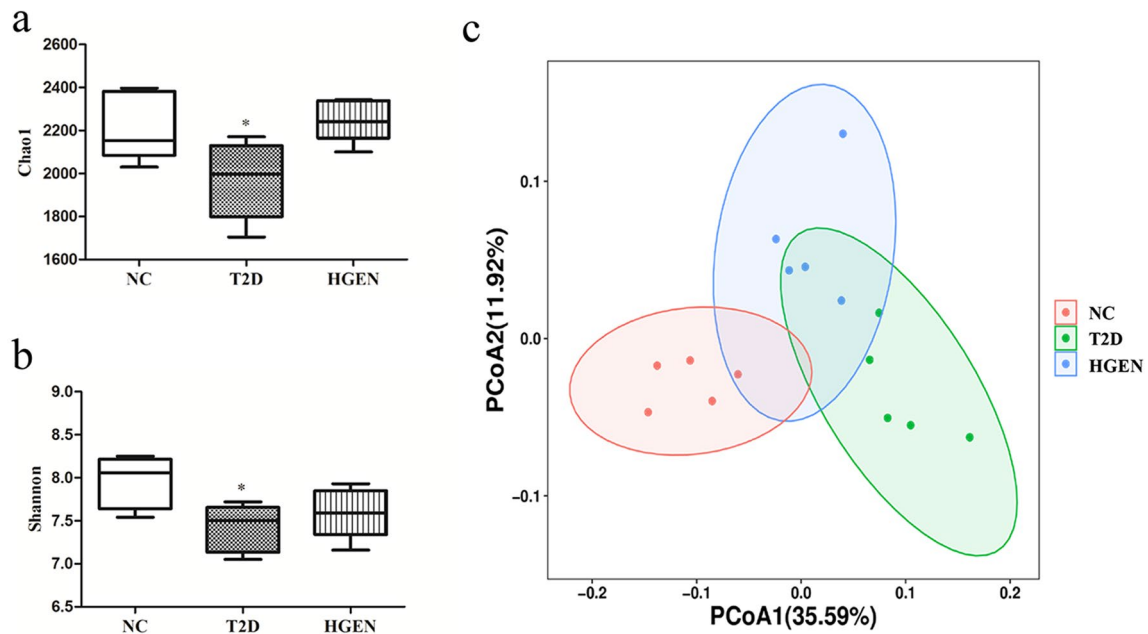 a
2600
2400
2200
2000
1800
1600
Chao1
*
NC T2D HGEN
b
9.0
8.5
8.0
7.5
7.0
6.5
Shannon
*
NC T2D HGEN
c
0.1
0.0
−0.1
PCoA2(11.92%)
−0.2 −0.1 0.0 0.1 0.2
PCoA1(35.59%)
NC
T2D
HGEN